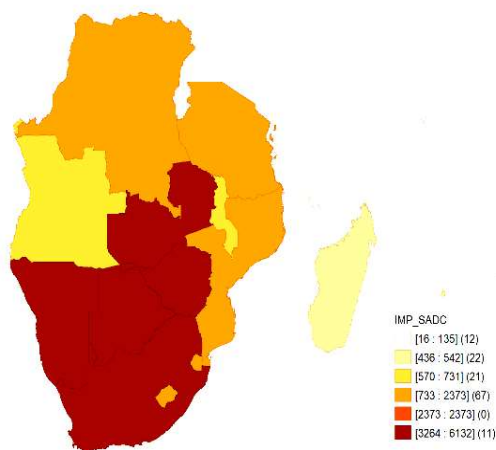 IMP_SADC
[16 : 135] (12)
[436 : 542] (22)
[570 : 731] (21)
[733 : 2373] (67)
[2373 : 2373] (0)
[3264 : 6132] (11)